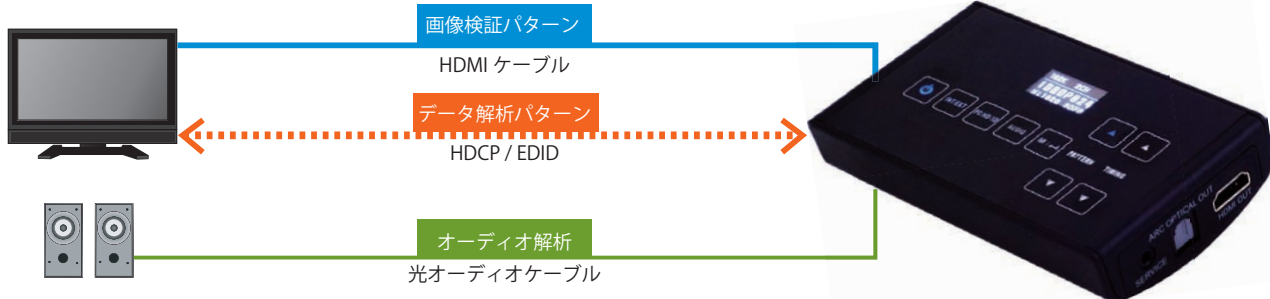 画像検証パターン
HDMI ケーブル
データ解析パターン
HDCP / EDID
オーディオ解析
光オーディオケーブル
AUDIO
PATTERN
TIMING
ARC OPTICAL OUT
HDMI OUT
SERVICE